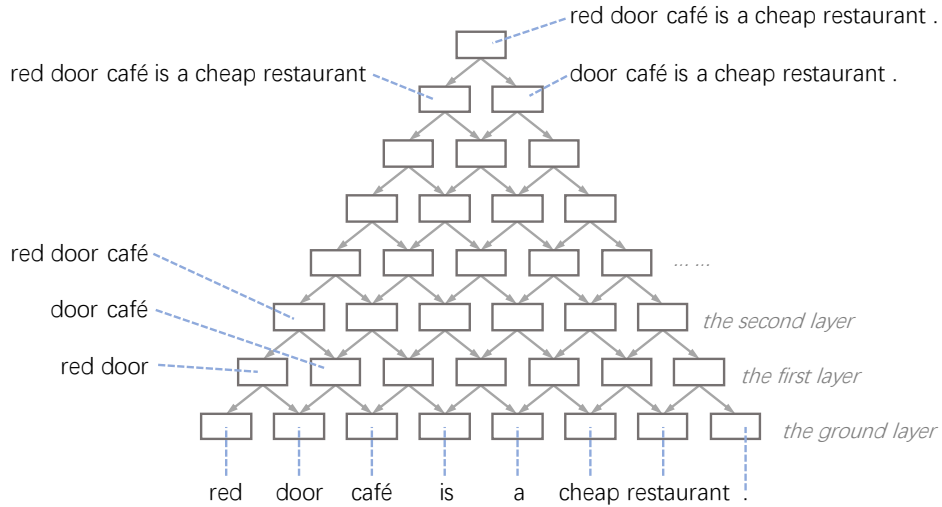 red door café is a cheap restaurant .
red door café is a cheap restaurant
door café is a cheap restaurant .
red door café
... ...
door café
the second layer
red door
the first layer
the ground layer
red door café is a cheap restaurant .